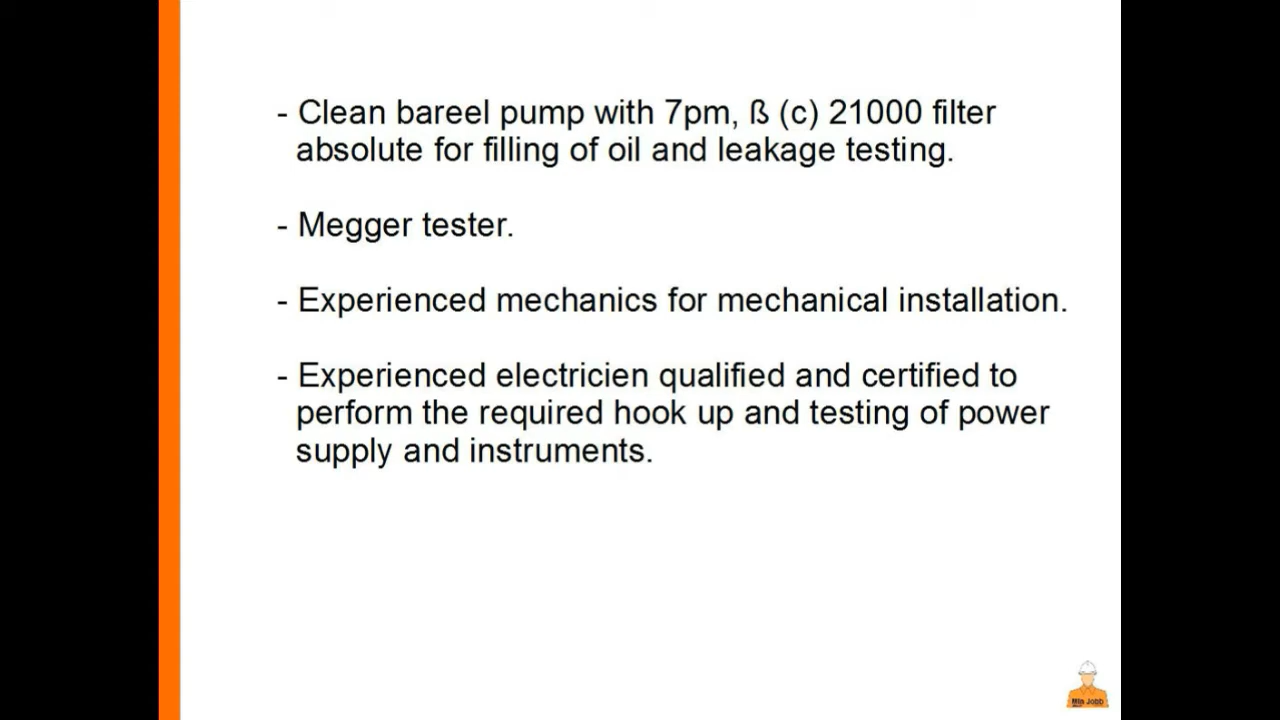 - Clean bareel pump with 7pm, ß (c) 21000 filter
absolute for filling of oil and leakage testing.
- Megger tester.
- Experienced mechanics for mechanical installation.
- Experienced electricien qualified and certified to
perform the required hook up and testing of power
supply and instruments.
Min Jobb